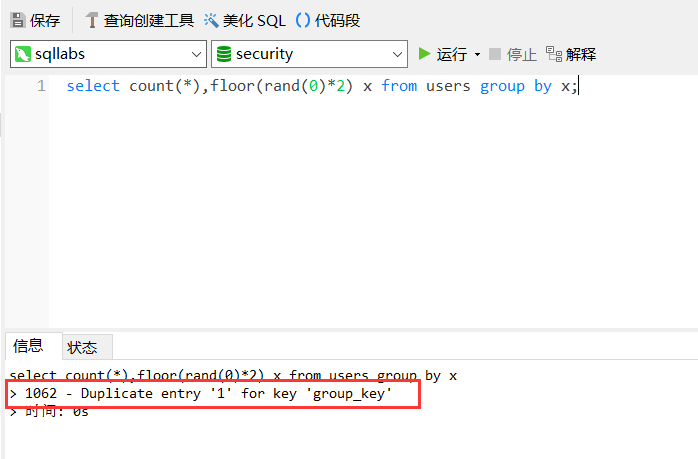 保存 查询创建工具 美化 SQL () 代码段
sqllabs security 运行 停止 解释
1 select count(*),floor(rand(0)*2) x from users group by x;
信息 状态
select count(*),floor(rand(0)*2) x from users group by x
> 1062 - Duplicate entry '1' for key 'group_key'
> 时间: 0s